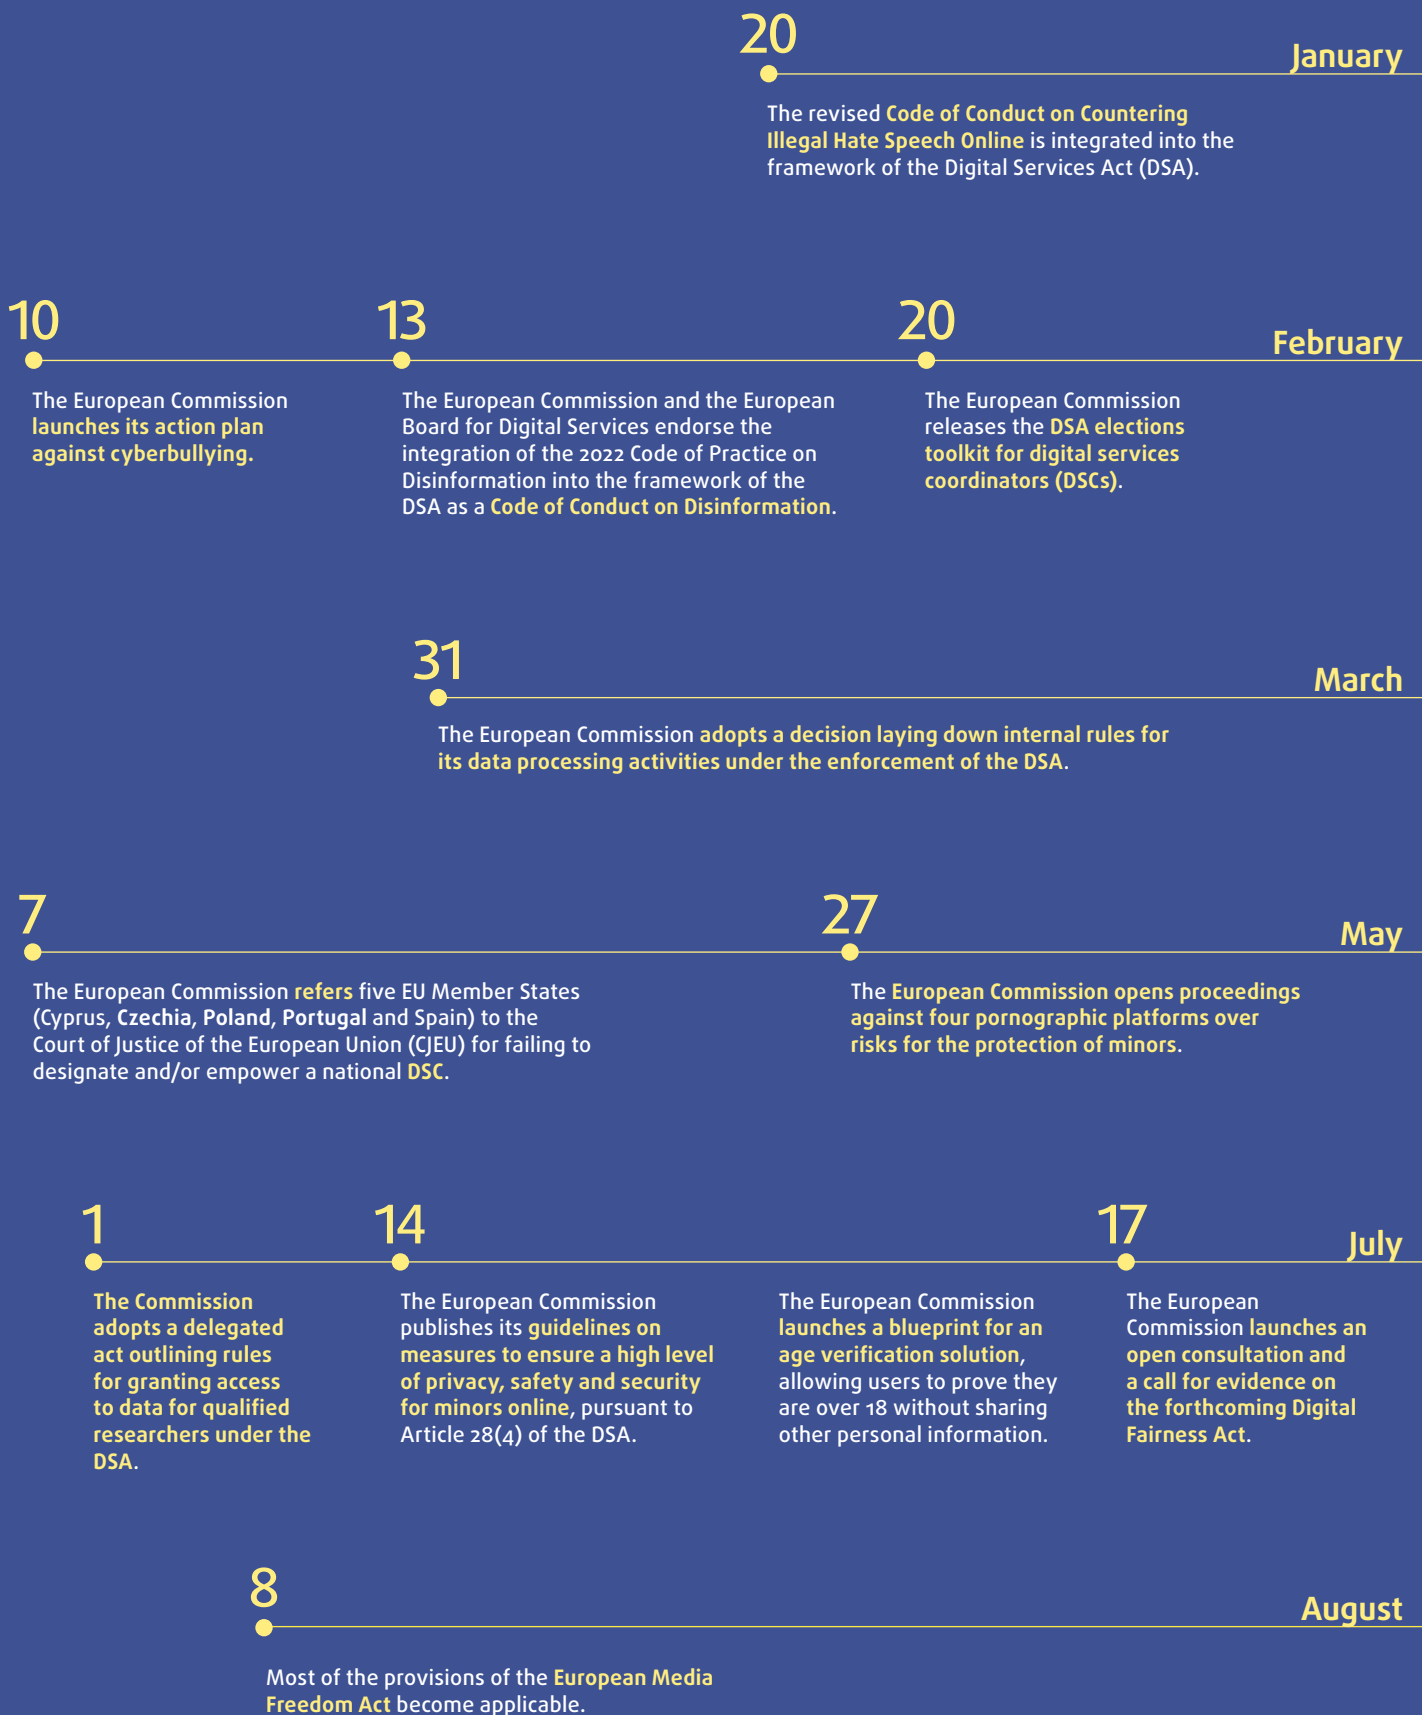 20
January
The revised Code of Conduct on Countering
Illegal Hate Speech Online is integrated into the
framework of the Digital Services Act (DSA).
10
13
20
February
The European Commission
launches its action plan
against cyberbullying.
The European Commission and the European
Board for Digital Services endorse the
integration of the 2022 Code of Practice on
Disinformation into the framework of the
DSA as a Code of Conduct on Disinformation.
The European Commission
releases the DSA elections
toolkit for digital services
coordinators (DSCs).
31
March
The European Commission adopts a decision laying down internal rules for
its data processing activities under the enforcement of the DSA.
7
27
May
The European Commission refers five EU Member States
(Cyprus, Czechia, Poland, Portugal and Spain) to the
Court of Justice of the European Union (CJEU) for failing to
designate and/or empower a national DSC.
The European Commission opens proceedings
against four pornographic platforms over
risks for the protection of minors.
1
14
17
July
The Commission
adopts a delegated
act outlining rules
for granting access
to data for qualified
researchers under the
DSA.
The European Commission
publishes its guidelines on
measures to ensure a high level
of privacy, safety and security
for minors online, pursuant to
Article 28(4) of the DSA.
The European Commission
launches a blueprint for an
age verification solution,
allowing users to prove they
are over 18 without sharing
other personal information.
The European
Commission launches an
open consultation and
a call for evidence on
the forthcoming Digital
Fairness Act.
8
August
Most of the provisions of the European Media
Freedom Act become applicable.